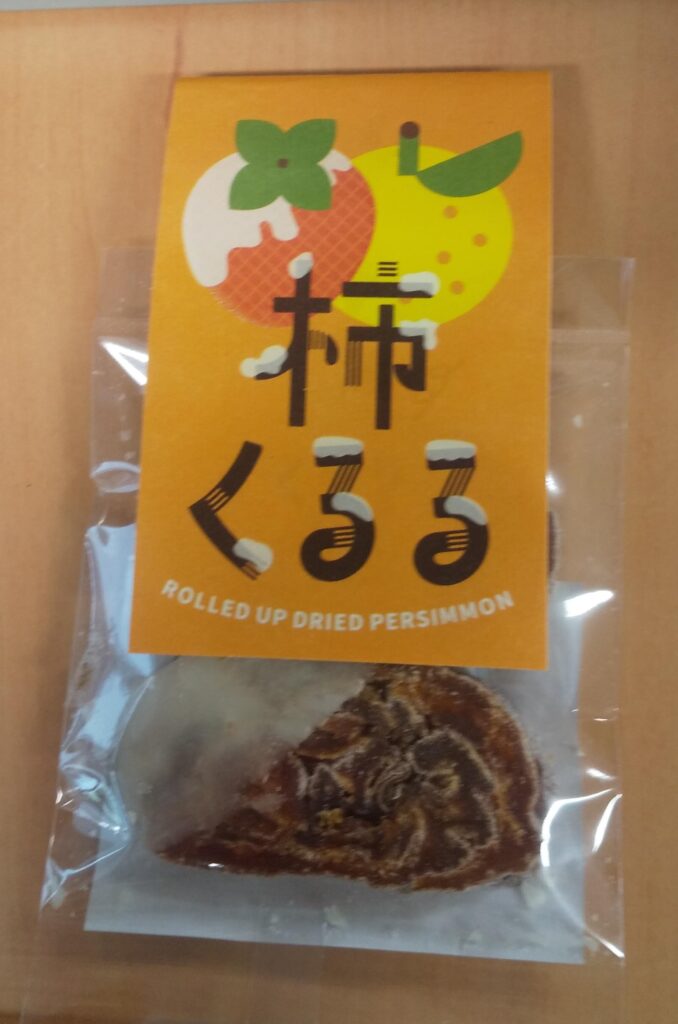 柿
くるる
ROLLED UP DRIED PERSIMMON